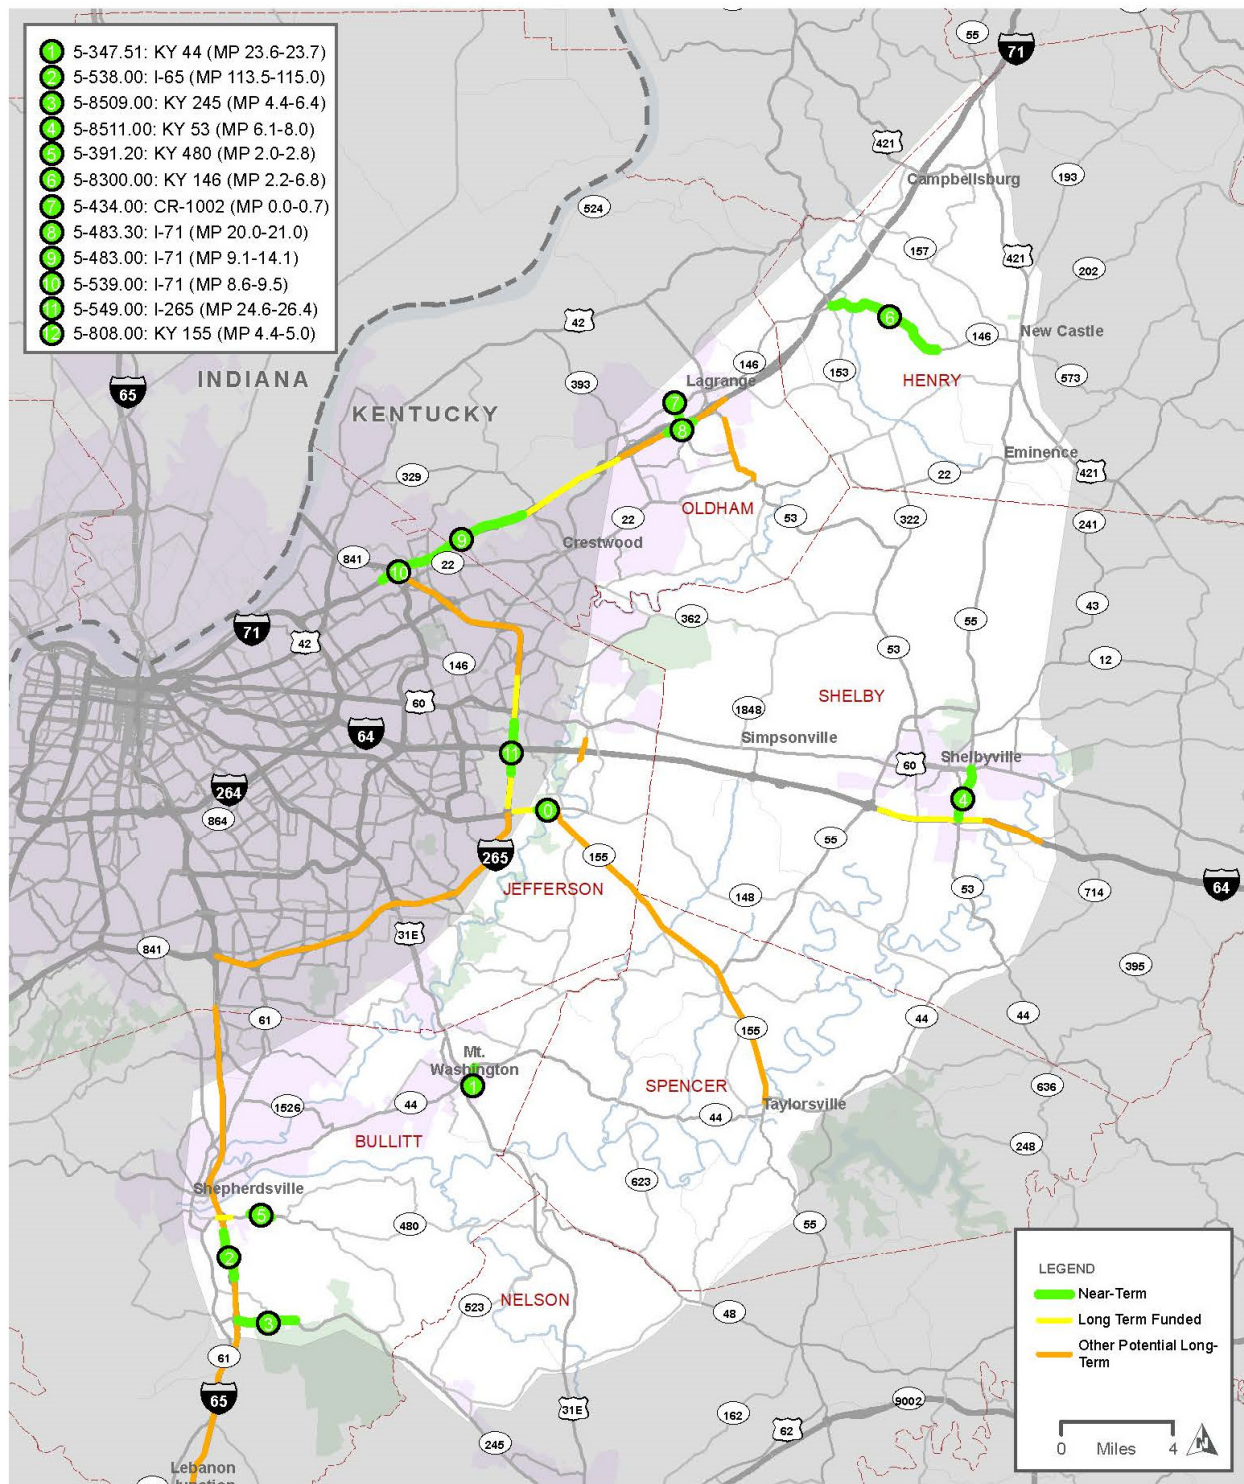 1 5-347.51: KY 44 (MP 23.6-23.7)
2 5-538.00: I-65 (MP 113.5-115.0)
3 5-8509.00: KY 245 (MP 4.4-6.4)
4 5-8511.00: KY 53 (MP 6.1-8.0)
5 5-391.20: KY 480 (MP 2.0-2.8)
6 5-8300.00: KY 146 (MP 2.2-6.8)
7 5-434.00: CR-1002 (MP 0.0-0.7)
8 5-483.30: I-71 (MP 20.0-21.0)
9 5-483.00: I-71 (MP 9.1-14.1)
10 5-539.00: I-71 (MP 8.6-9.5)
11 5-549.00: I-265 (MP 24.6-26.4)
12 5-808.00: KY 155 (MP 4.4-5.0)
55
71
421
Campbellsburg
193
524
157
421
202
42
6
146
New Castle
INDIANA
65
KENTUCKY
393
146
Lagrange
153
HENRY
573
7
8
Eminence
421
329
22
OLDHAM
22
53
322
241
9
Crestwood
841
22
10
43
71
42
362
55
146
53
12
60
SHELBY
1848
64
Simpsonville
11
60
Shelbyville
264
4
864
0
55
265
155
JEFFERSON
64
53
714
148
31E
841
395
61
44
44
155
Mt.
Washington
1
SPENCER
636
1526
44
44
Taylorsville
BULLITT
248
623
Shepherdsville
5
480
55
2
NELSON
523
48
3
61
65
31E
162
62
9002
245
Lebanon
Junction
LEGEND
Near-Term
Long Term Funded
Other Potential Long-
Term
0 Miles 4
N